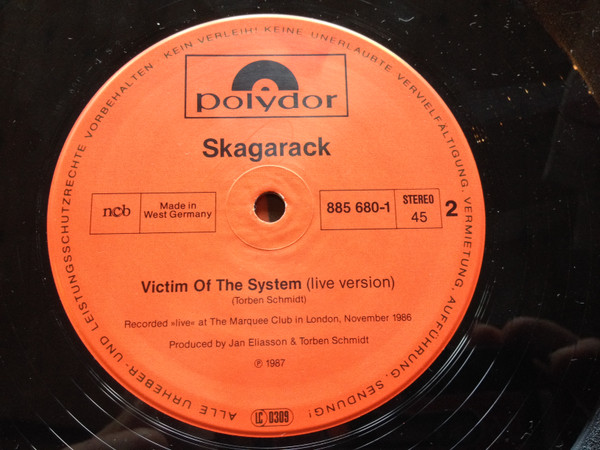 ALLE URHEBER- UND LEISTUNGSSCHUTZRECHTE VORBEHALTEN. KEIN VERLEIH! KEINE UNERLAUBTE VERVIELFÄLTIGUNG, VERMIETUNG, AUFFÜHRUNG, SENDUNG!
polydor
Skagarack
ncb
Made in
West Germany
885 680-1
STEREO
45
2
Victim Of The System (live version)
(Torben Schmidt)
Recorded »live« at The Marquee Club in London, November 1986
Produced by Jan Eliasson & Torben Schmidt
℗ 1987
LC 0309